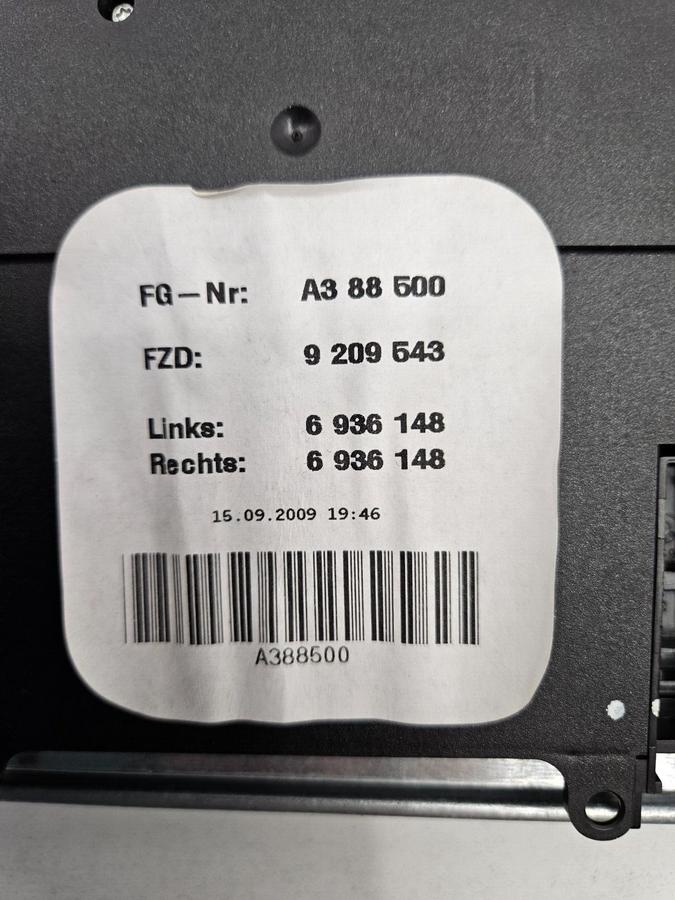 FG-Nr: A3 88 500
FZD: 9 209 543
Links: 6 936 148
Rechts: 6 936 148
15.09.2009 19:46
A388500